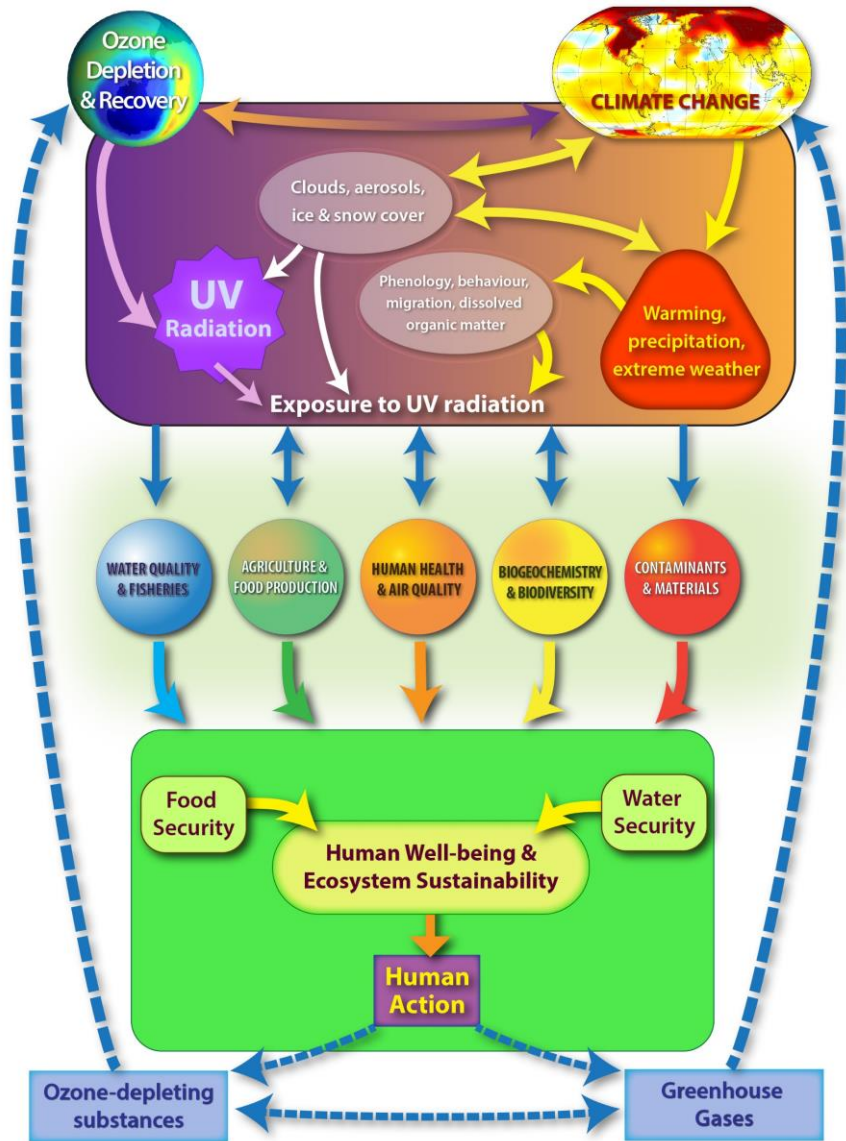 Ozone
Depletion
& Recovery
CLIMATE CHANGE
Clouds, aerosols,
ice & snow cover
UV
Radiation
Phenology, behaviour,
migration, dissolved
organic matter
Warming,
precipitation,
extreme weather
Exposure to UV radiation
WATER QUALITY
& FISHERIES
AGRICULTURE &
FOOD PRODUCTION
HUMAN HEALTH
& AIR QUALITY
BIOGEOCHEMISTRY
& BIODIVERSITY
CONTAMINANTS
& MATERIALS
Food
Security
Water
Security
Human Well-being &
Ecosystem Sustainability
Human
Action
Ozone-depleting
substances
Greenhouse
Gases